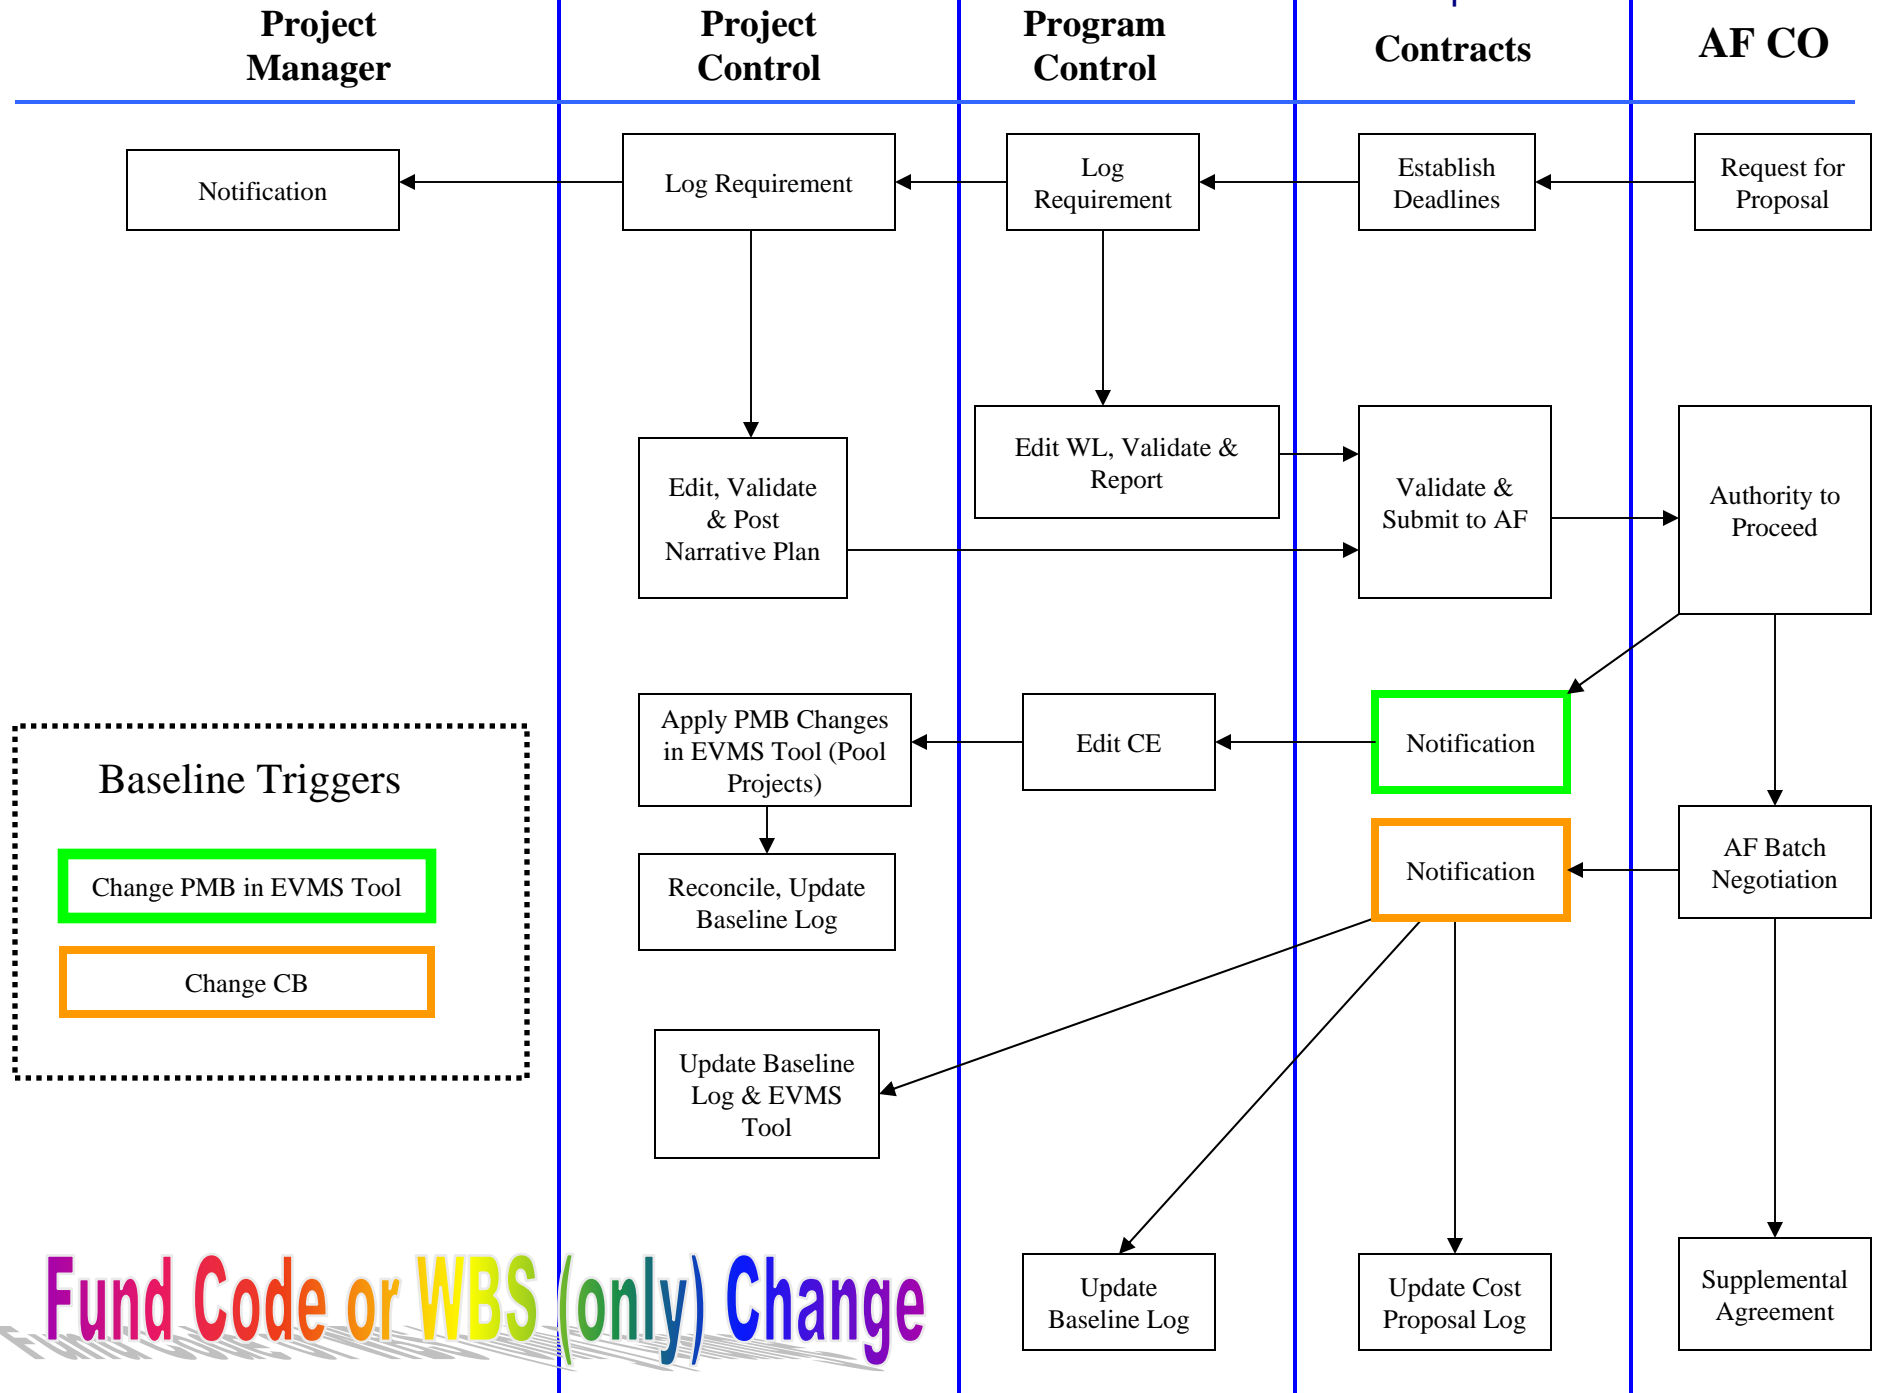 Project
Manager
Project
Control
Program
Control
Contracts
AF CO
Notification
Log Requirement
Log
Requirement
Establish
Deadlines
Request for
Proposal
Edit, Validate
& Post
Narrative Plan
Edit WL, Validate &
Report
Validate &
Submit to AF
Authority to
Proceed
Apply PMB Changes
in EVMS Tool (Pool
Projects)
Edit CE
Notification
Baseline Triggers
Change PMB in EVMS Tool
Change CB
Reconcile, Update
Baseline Log
Notification
AF Batch
Negotiation
Update Baseline
Log & EVMS
Tool
Fund Code or WBS (only) Change
Update
Baseline Log
Update Cost
Proposal Log
Supplemental
Agreement